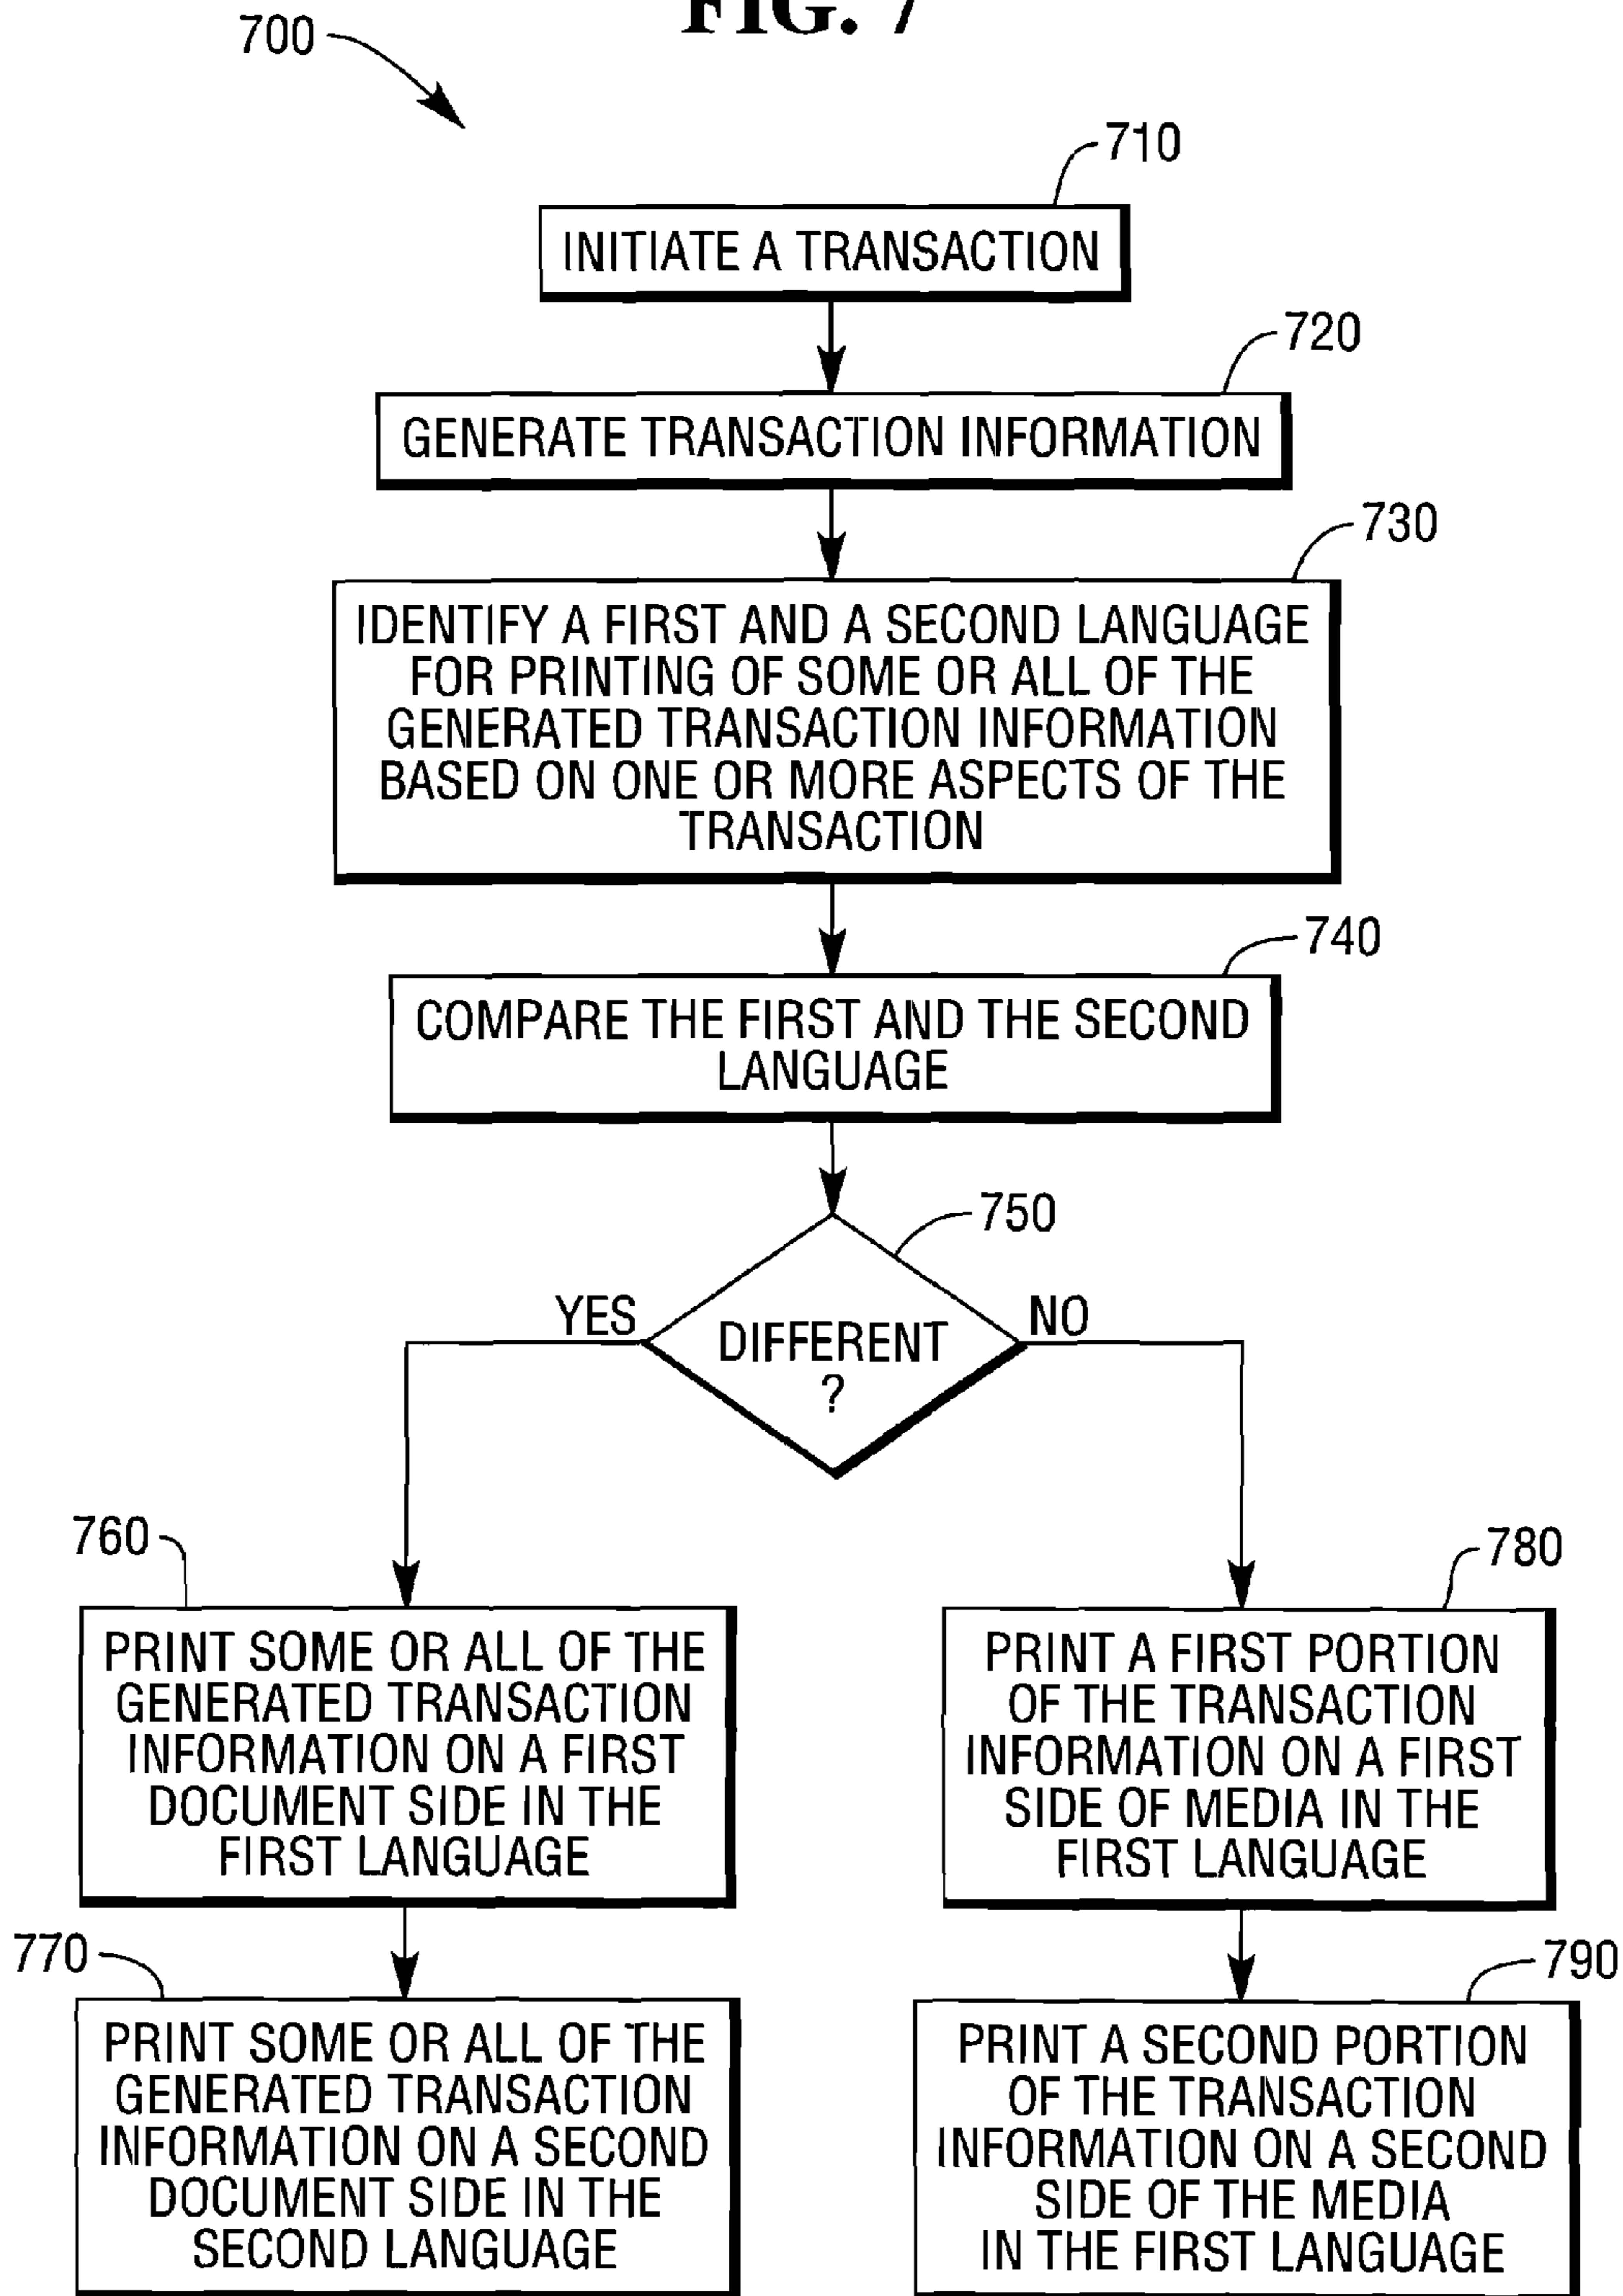 FIG. 7
700
710
INITIATE A TRANSACTION
720
GENERATE TRANSACTION INFORMATION
730
IDENTIFY A FIRST AND A SECOND LANGUAGE
FOR PRINTING OF SOME OR ALL OF THE
GENERATED TRANSACTION INFORMATION
BASED ON ONE OR MORE ASPECTS OF THE
TRANSACTION
740
COMPARE THE FIRST AND THE SECOND
LANGUAGE
750
YES
DIFFERENT
?
NO
760
PRINT SOME OR ALL OF THE
GENERATED TRANSACTION
INFORMATION ON A FIRST
DOCUMENT SIDE IN THE
FIRST LANGUAGE
770
PRINT SOME OR ALL OF THE
GENERATED TRANSACTION
INFORMATION ON A SECOND
DOCUMENT SIDE IN THE
SECOND LANGUAGE
780
PRINT A FIRST PORTION
OF THE TRANSACTION
INFORMATION ON A FIRST
SIDE OF MEDIA IN THE
FIRST LANGUAGE
790
PRINT A SECOND PORTION
OF THE TRANSACTION
INFORMATION ON A SECOND
SIDE OF THE MEDIA
IN THE FIRST LANGUAGE